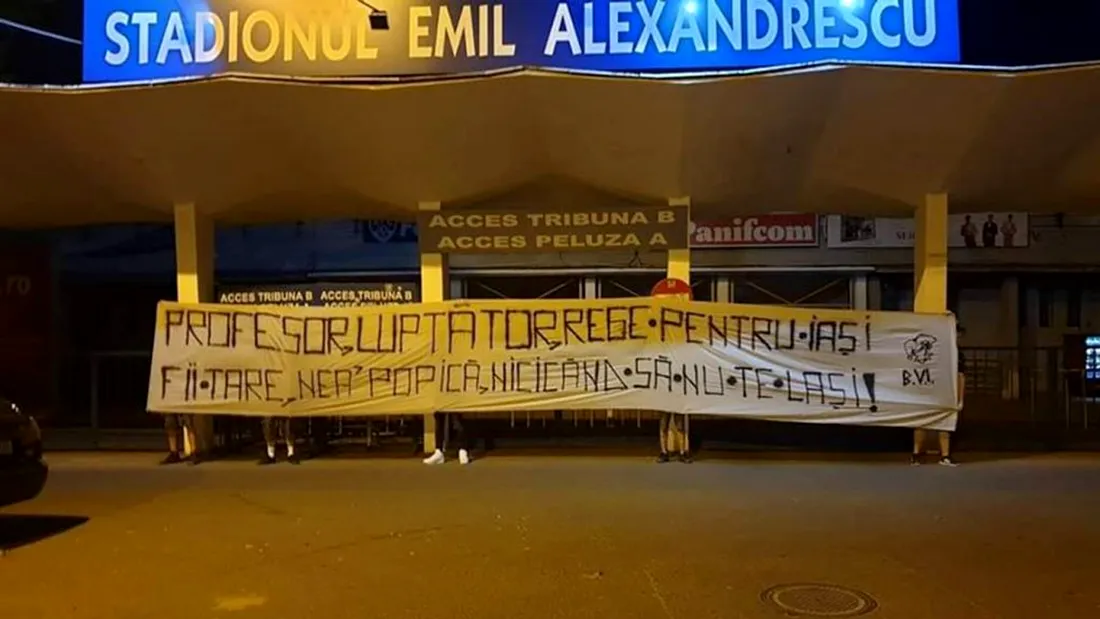 STADIONUL EMIL ALEXANDRESCU
ACCES TRIBUNA B
ACCES PELUZA A
Panifcom
.ro
ACCES TRIBUNA B ACCES TRIBUNA B
PROFESOR, LUPTĂTOR, REGE•PENTRU•IAȘI
FII•TARE, NEA' POPICĂ, NICICÂND•SĂ•NU•TE•LAȘI!
B.V.I.